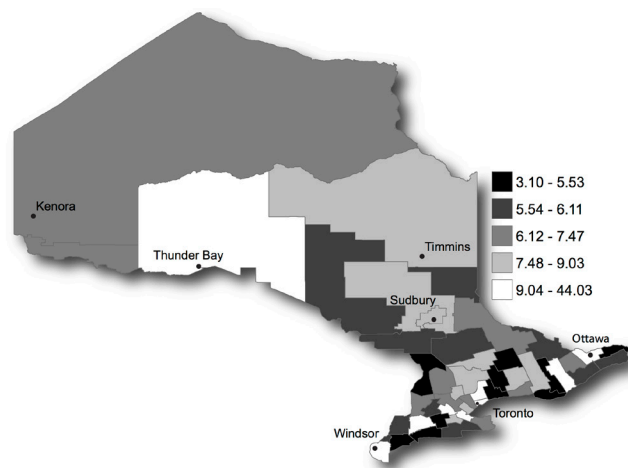 Kenora
Thunder Bay
Timmins
Sudbury
Ottawa
Toronto
Windsor
3.10 - 5.53
5.54 - 6.11
6.12 - 7.47
7.48 - 9.03
9.04 - 44.03